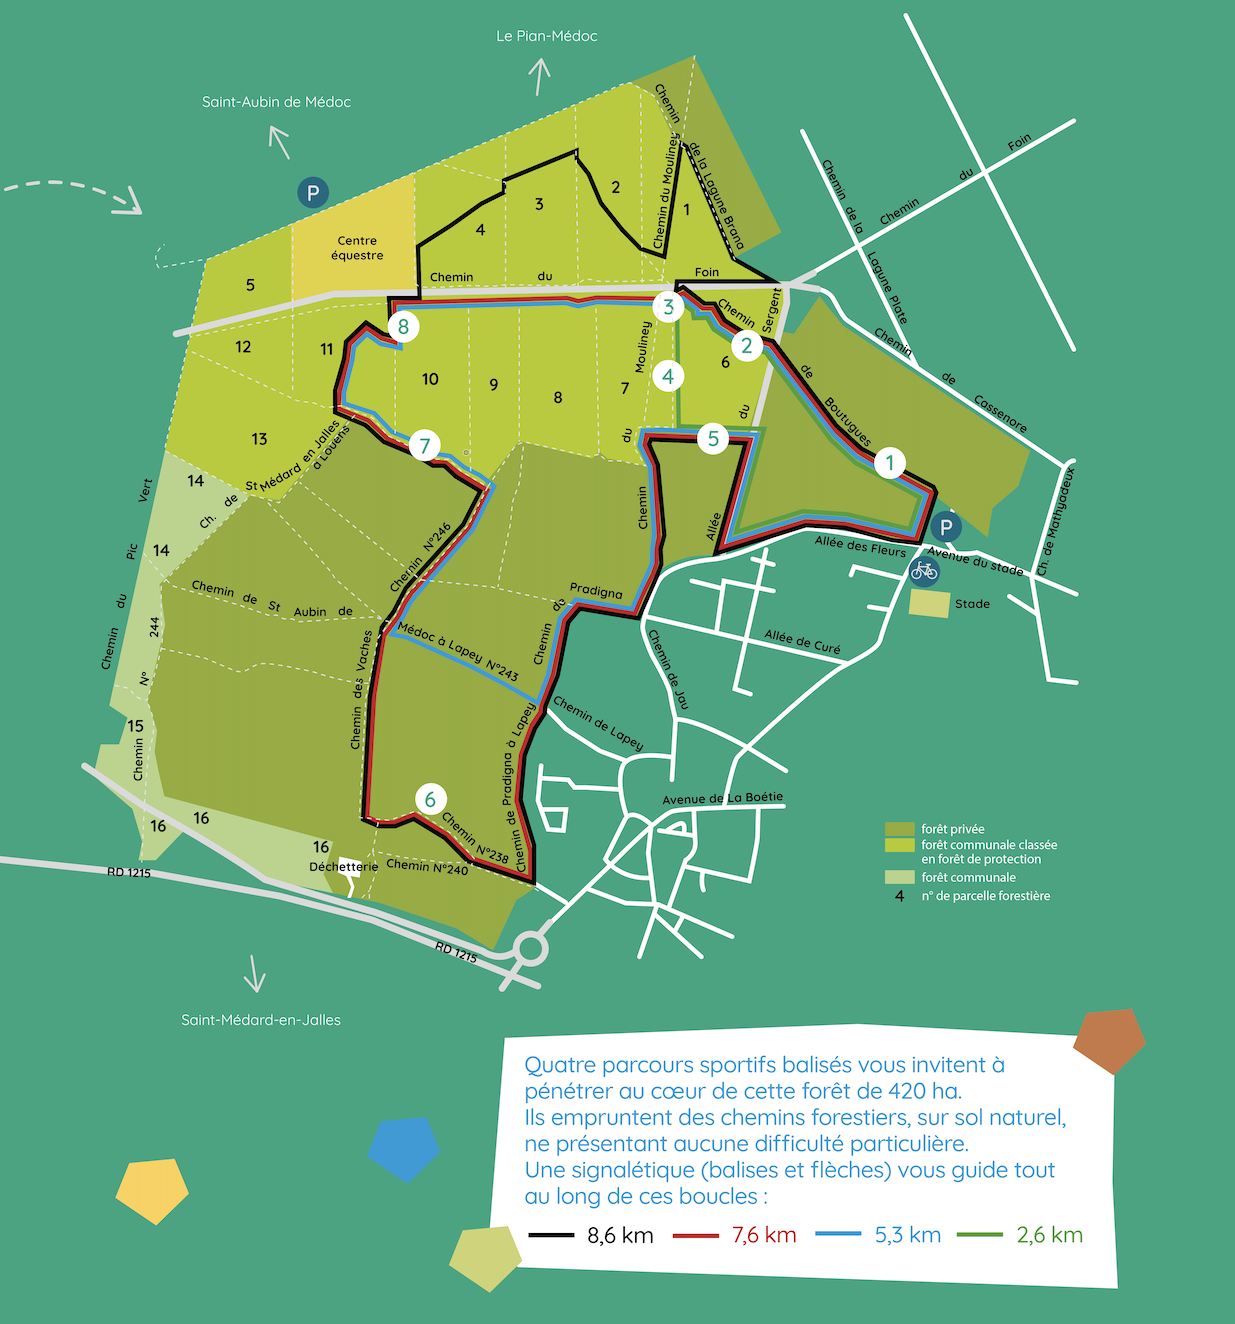 Le Pian-Médoc
Saint-Aubin de Médoc
P
Centre
équestre
Chemin
de la Lagune Brana
Chemin du Mouliney
1
2
3
4
5
Chemin
du
Foin
Chemin
du
Foin
Chemin de la
Lagune Plate
Chemin
de
Cassenore
Ch. de Mathyadeux
3
8
2
4
5
1
7
6
Chemin
de
Boutugues
Sergent
du
Allée
Mouliney
du
Chemin
12
11
10
9
8
7
6
13
14
14
15
16
16
16
Ch. de St Médard en Jalles
à Louens
Vert
Pic
du
Chemin
Chemin N°246
Chemin de St Aubin de
Médoc à Lapey N°243
Chemin des Vaches
Chemin
N°
244
Pradigna
de
Chemin
P
Allée des Fleurs
Avenue du stade
Stade
Allée de Curé
Chemin de Jau
Chemin de Lapey
Chemin de Pradigna à Lapey
Avenue de La Boétie
Chemin N°238
Chemin N°240
Déchetterie
RD 1215
RD 1215
Saint-Médard-en-Jalles
forêt privée
forêt communale classée
en forêt de protection
forêt communale
4 n° de parcelle forestière
Quatre parcours sportifs balisés vous invitent à
pénétrer au cœur de cette forêt de 420 ha.
Ils empruntent des chemins forestiers, sur sol naturel,
ne présentant aucune difficulté particulière.
Une signalétique (balises et flèches) vous guide tout
au long de ces boucles :
8,6 km 7,6 km 5,3 km 2,6 km